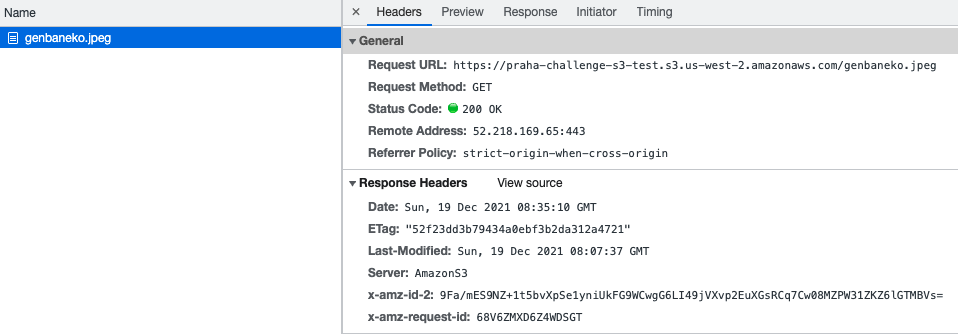 Name
genbaneko.jpeg
× Headers Preview Response Initiator Timing
▼General
Request URL: https://praha-challenge-s3-test.s3.us-west-2.amazonaws.com/genbaneko.jpeg
Request Method: GET
Status Code: 200 OK
Remote Address: 52.218.169.65:443
Referrer Policy: strict-origin-when-cross-origin
▼Response Headers View source
Date: Sun, 19 Dec 2021 08:35:10 GMT
ETag: "52f23dd3b79434a0ebf3b2da312a4721"
Last-Modified: Sun, 19 Dec 2021 08:07:37 GMT
Server: AmazonS3
x-amz-id-2: 9Fa/mES9NZ+1t5bvXpSe1yniUkFG9WCwgG6LI49jVXvp2EuXGsRCq7Cw08MZPW31ZKZ6lGTMBVs=
x-amz-request-id: 68V6ZMXD6Z4WDSGT